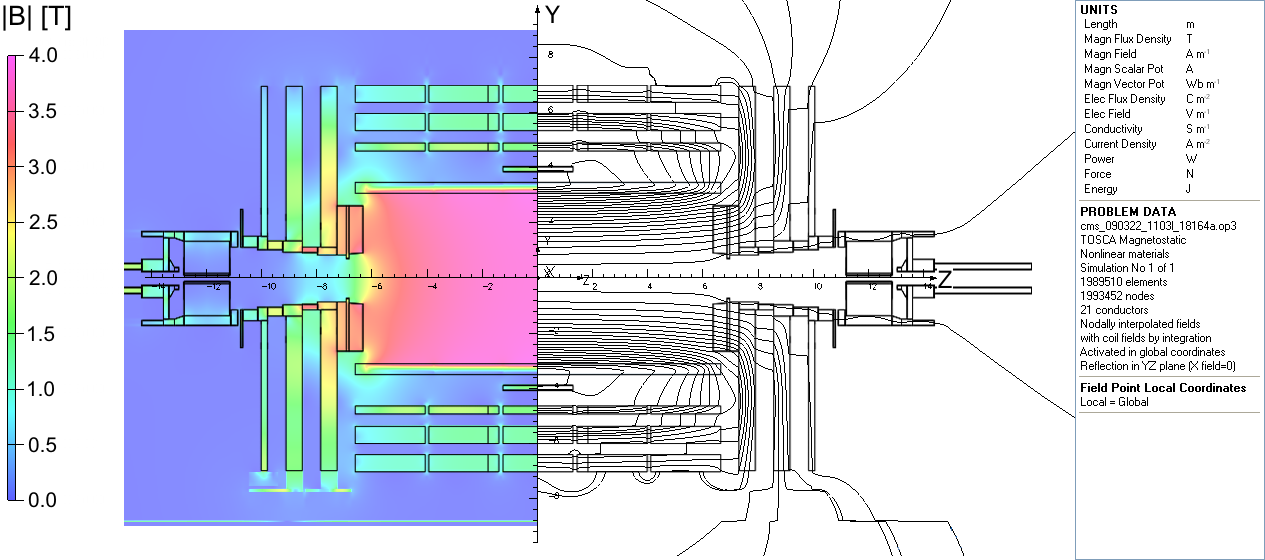 |B| [T]
4.0
3.5
3.0
2.5
2.0
1.5
1.0
0.5
0.0
Y
8
6
4
2
Y
X
Z
-14
-12
-10
-8
-6
-4
-2
2
4
6
8
10
12
14
Z
-2
-4
-6
-8
UNITS
Length m
Magn Flux Density T
Magn Field A m⁻¹
Magn Scalar Pot A
Magn Vector Pot Wb m⁻¹
Elec Flux Density C m⁻²
Elec Field V m⁻¹
Conductivity S m⁻¹
Current Density A m⁻²
Power W
Force N
Energy J
PROBLEM DATA
cms_090322_1103l_18164a.op3
TOSCA Magnetostatic
Nonlinear materials
Simulation No 1 of 1
1989510 elements
1993452 nodes
21 conductors
Nodally interpolated fields
with coil fields by integration
Activated in global coordinates
Reflection in YZ plane (X field=0)
Field Point Local Coordinates
Local = Global